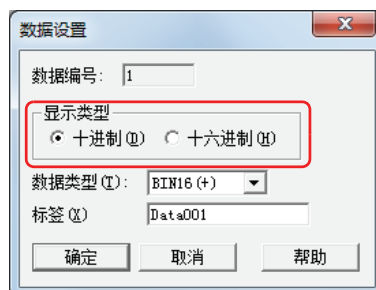 数据设置
数据编号: 1
显示类型
十进制(D) 十六进制(H)
数据类型(T): BIN16(+)
标签(X) Data001
确定 取消 帮助